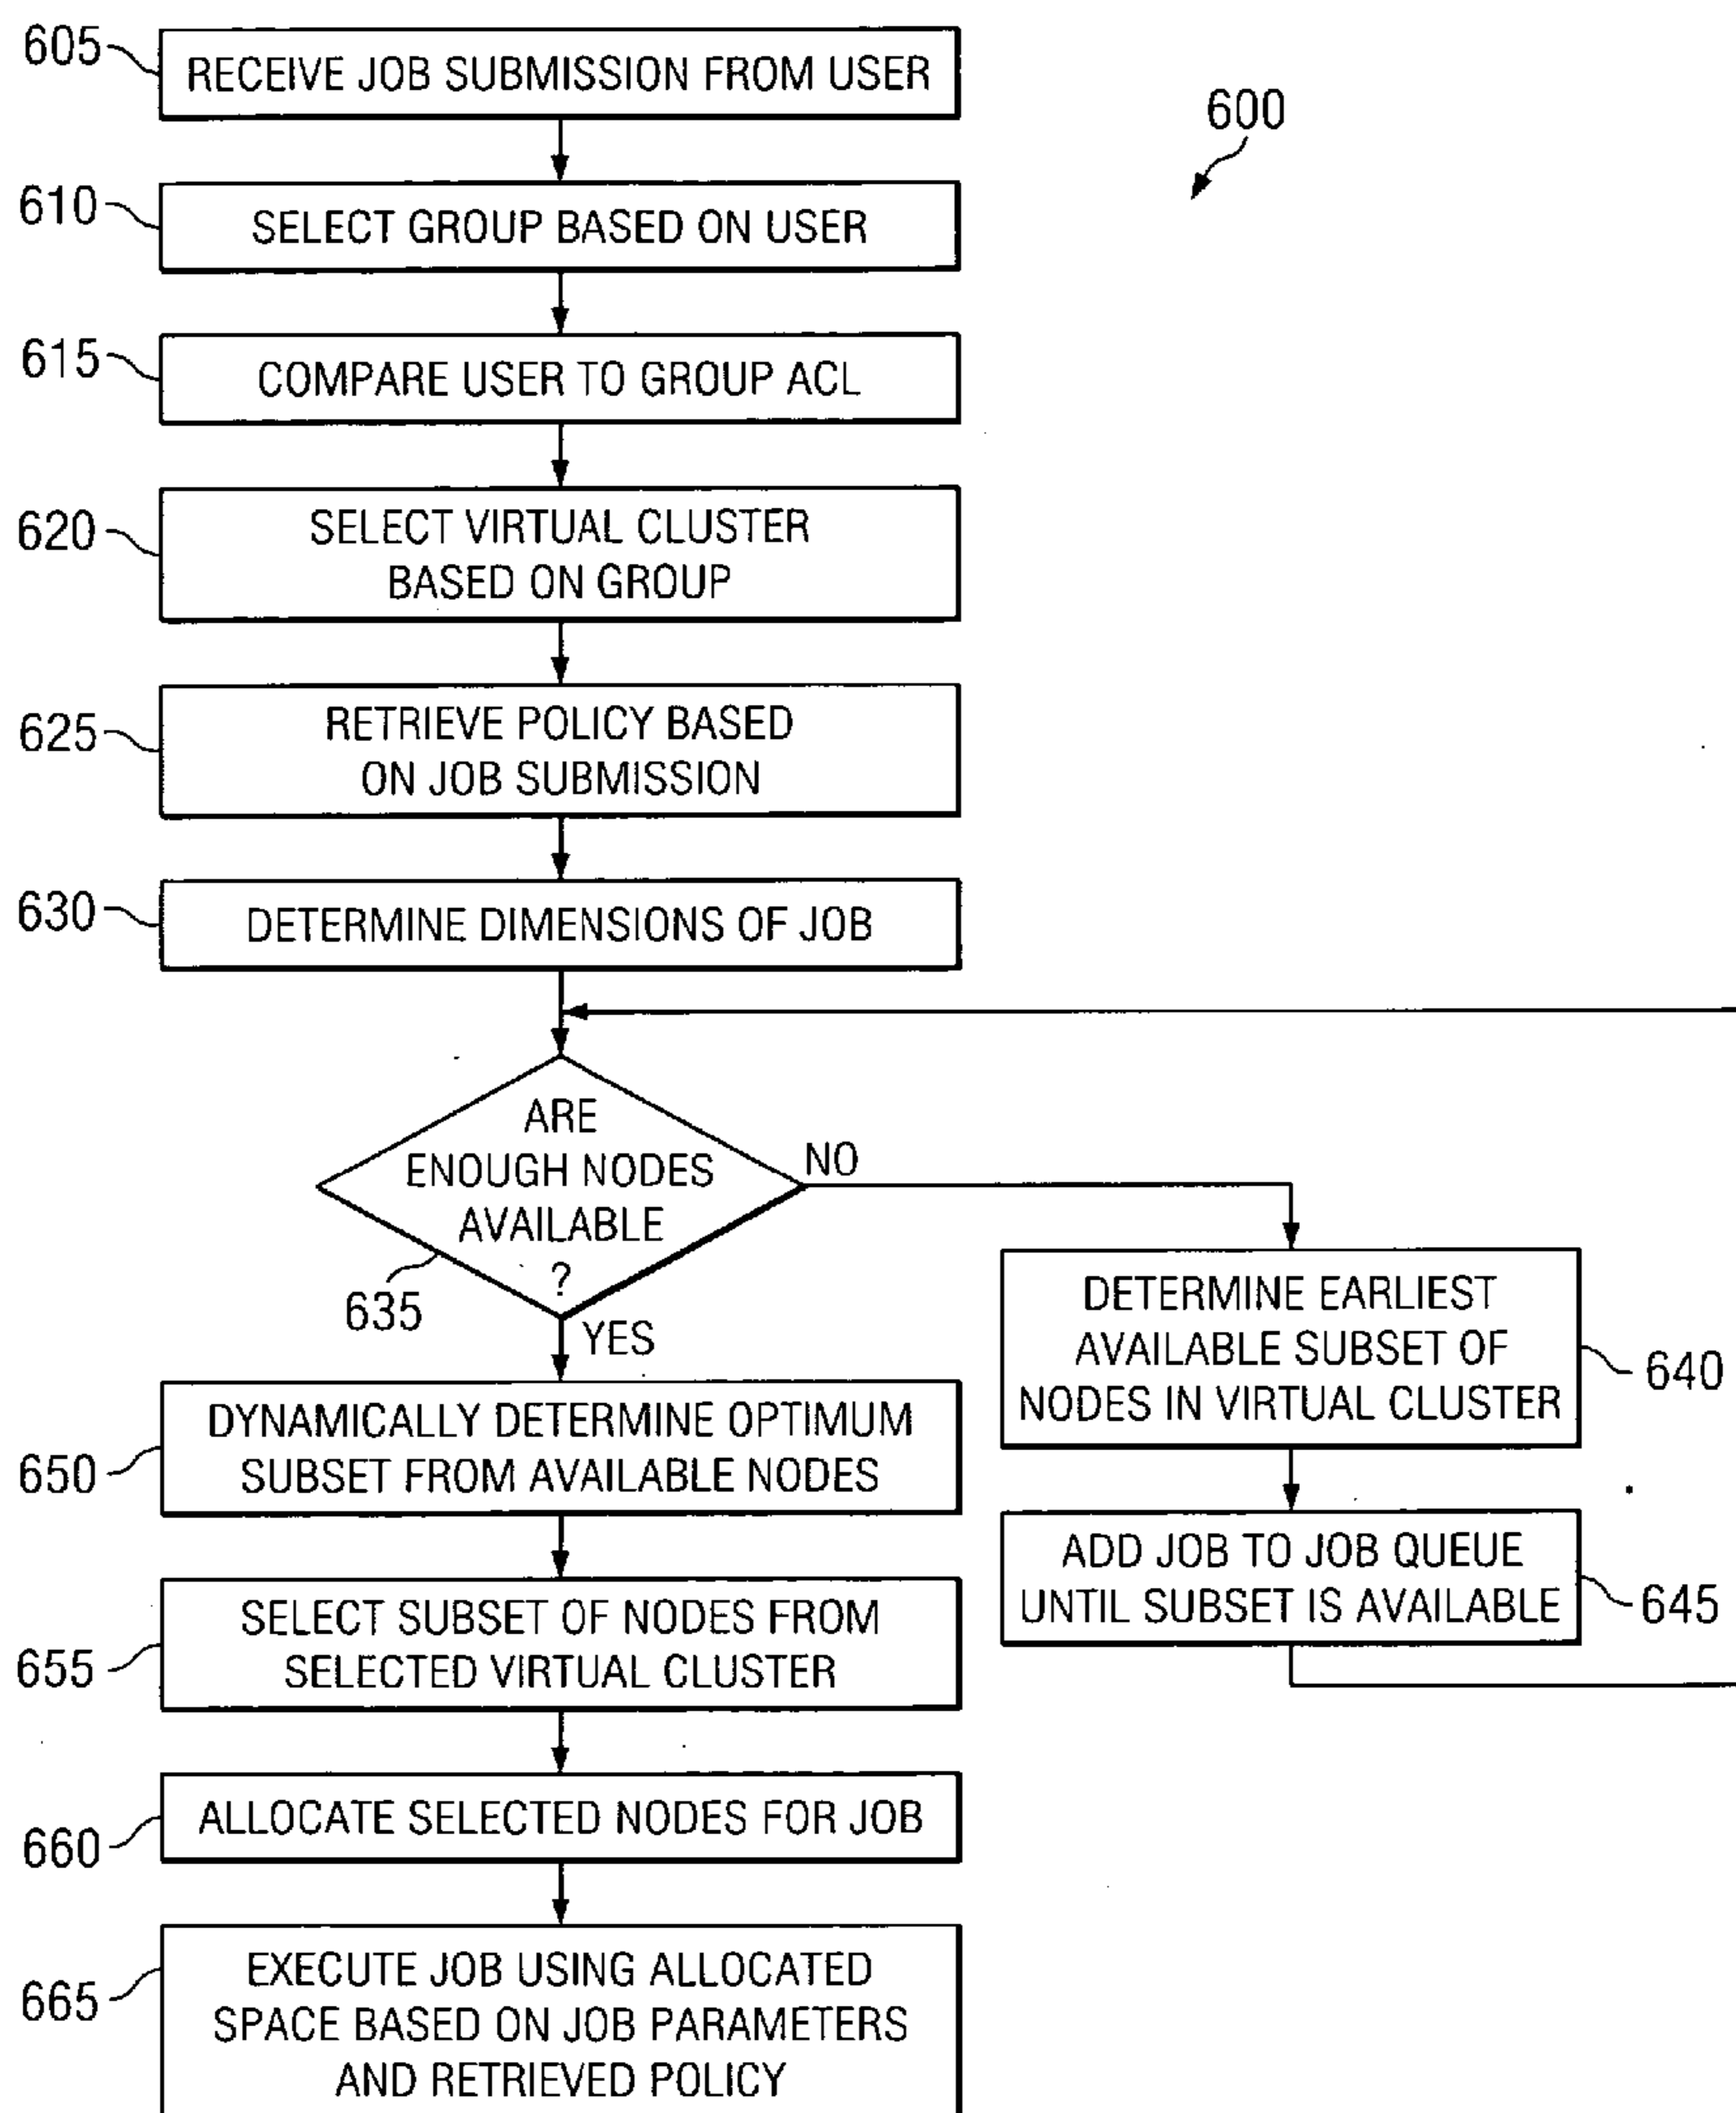 605
RECEIVE JOB SUBMISSION FROM USER
600
610
SELECT GROUP BASED ON USER
615
COMPARE USER TO GROUP ACL
620
SELECT VIRTUAL CLUSTER
BASED ON GROUP
625
RETRIEVE POLICY BASED
ON JOB SUBMISSION
630
DETERMINE DIMENSIONS OF JOB
ARE
ENOUGH NODES
AVAILABLE
?
635
NO
YES
DETERMINE EARLIEST
AVAILABLE SUBSET OF
NODES IN VIRTUAL CLUSTER
640
ADD JOB TO JOB QUEUE
UNTIL SUBSET IS AVAILABLE
645
650
DYNAMICALLY DETERMINE OPTIMUM
SUBSET FROM AVAILABLE NODES
655
SELECT SUBSET OF NODES FROM
SELECTED VIRTUAL CLUSTER
660
ALLOCATE SELECTED NODES FOR JOB
665
EXECUTE JOB USING ALLOCATED
SPACE BASED ON JOB PARAMETERS
AND RETRIEVED POLICY